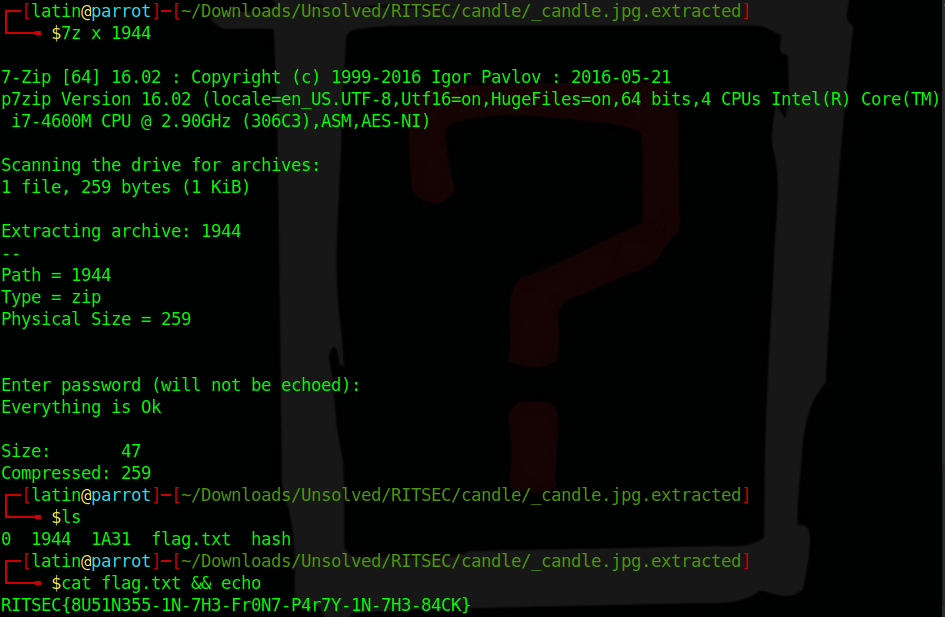 ┌─[latin@parrot]─[~/Downloads/Unsolved/RITSEC/candle/_candle.jpg.extracted]
└──╼ $7z x 1944
7-Zip [64] 16.02 : Copyright (c) 1999-2016 Igor Pavlov : 2016-05-21
p7zip Version 16.02 (locale=en_US.UTF-8,Utf16=on,HugeFiles=on,64 bits,4 CPUs Intel(R) Core(TM)
i7-4600M CPU @ 2.90GHz (306C3),ASM,AES-NI)
Scanning the drive for archives:
1 file, 259 bytes (1 KiB)
Extracting archive: 1944
--
Path = 1944
Type = zip
Physical Size = 259
Enter password (will not be echoed):
Everything is Ok
Size:       47
Compressed: 259
┌─[latin@parrot]─[~/Downloads/Unsolved/RITSEC/candle/_candle.jpg.extracted]
└──╼ $ls
0  1944  1A31  flag.txt  hash
┌─[latin@parrot]─[~/Downloads/Unsolved/RITSEC/candle/_candle.jpg.extracted]
└──╼ $cat flag.txt && echo
RITSEC{8U51N355-1N-7H3-Fr0N7-P4r7Y-1N-7H3-84CK}